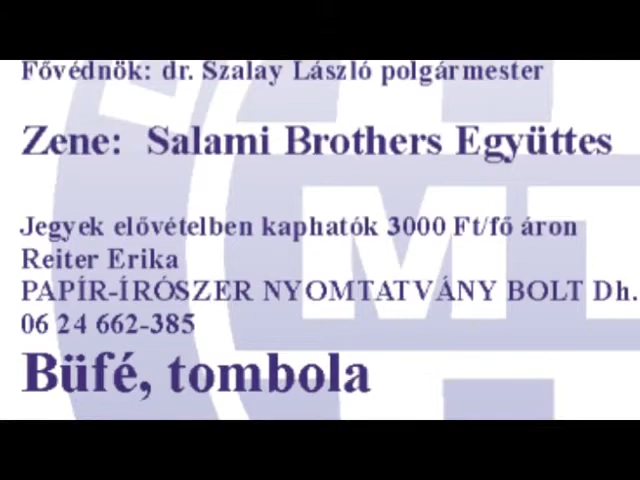 Fővédnök: dr. Szalay László polgármester
Zene: Salami Brothers Együttes
Jegyek elővételben kaphatók 3000 Ft/fő áron
Reiter Erika
PAPÍR-ÍRÓSZER NYOMTATVÁNY BOLT Dh.
06 24 662-385
Büfé, tombola